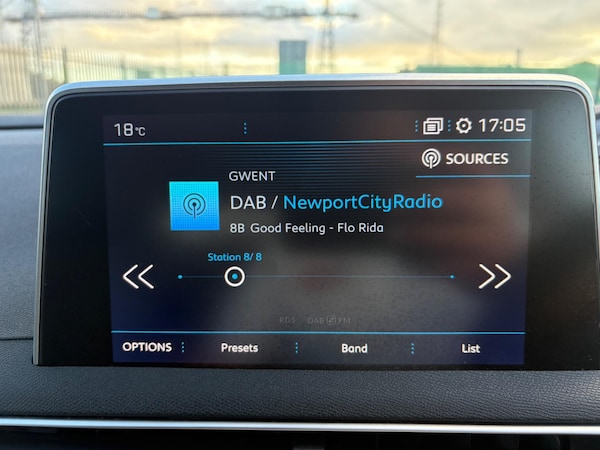 18°C 17:05
SOURCES
GWENT
DAB / NewportCityRadio
8B Good Feeling - Flo Rida
Station 8/ 8
RDS DAB FM
OPTIONS Presets Band List